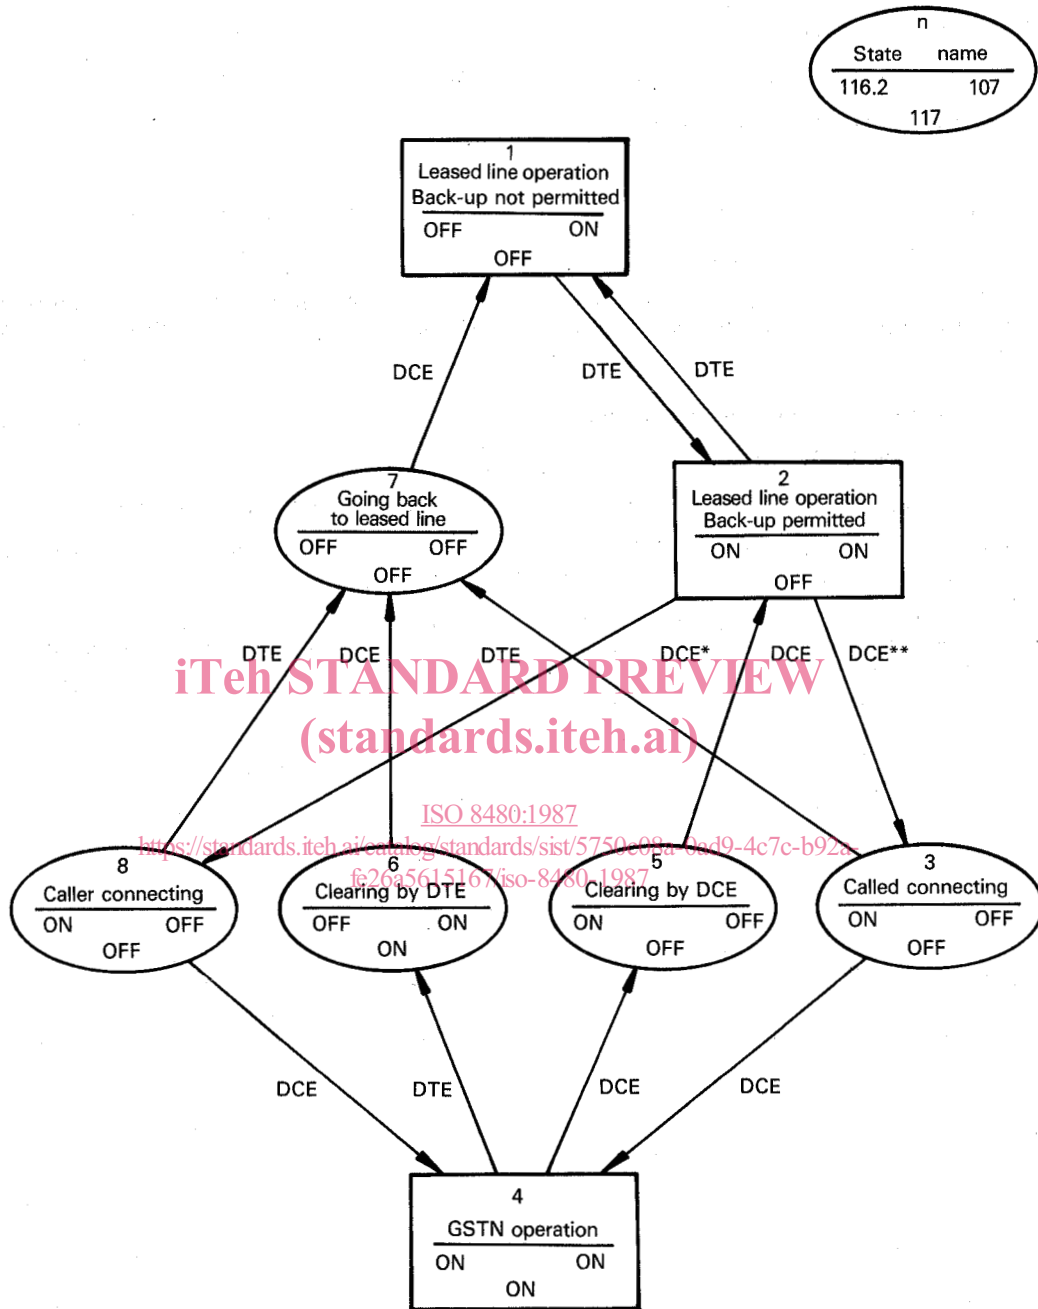 n
State name
116.2 107
117
1
Leased line operation
Back-up not permitted
OFF ON
OFF
DCE
DTE
DTE
7
Going back
to leased line
OFF OFF
OFF
2
Leased line operation
Back-up permitted
ON ON
OFF
DTE
DCE
DTE
DCE*
DCE
DCE**
iTeh STANDARD PREVIEW
(standards.iteh.ai)
ISO 8480:1987
https://standards.iteh.ai/catalog/standards/sist/5750c08a-0ad9-4c7c-b92a-
fe26a5615167/iso-8480-1987
8
Caller connecting
ON OFF
OFF
6
Clearing by DTE
OFF ON
ON
5
Clearing by DCE
ON OFF
OFF
3
Called connecting
ON OFF
OFF
DCE
DTE
DCE
DCE
4
GSTN operation
ON ON
ON